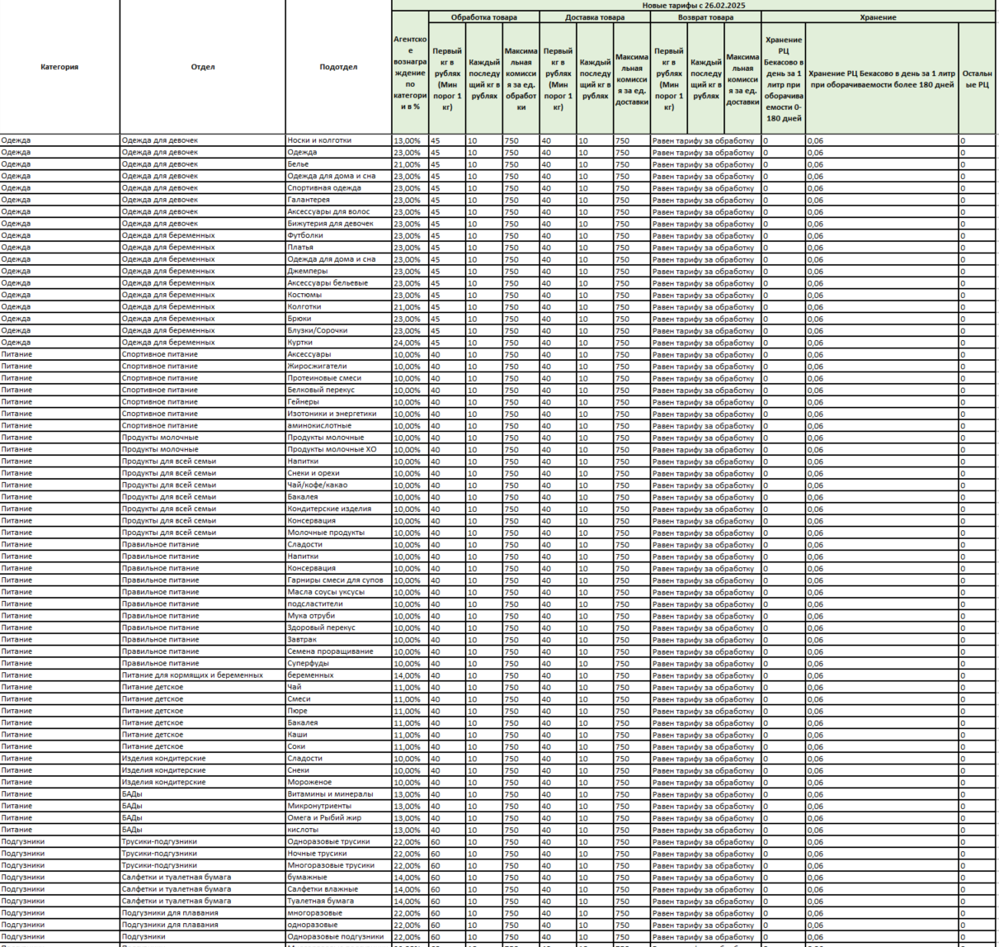 Новые тарифы с 26.02.2025
Обработка товара Доставка товара Возврат товара Хранение
Категория Отдел Подотдел Агентское вознаграждение по категории в % Первый кг в рублях (Мин порог 1 кг) Каждый последующий кг в рублях Максимальная комиссия за ед. обработки Первый кг в рублях (Мин порог 1 кг) Каждый последующий кг в рублях Максимальная комиссия за ед. доставки Первый кг в рублях (Мин порог 1 кг) Каждый последующий кг в рублях Максимальная комиссия за ед. доставки Хранение РЦ Бекасово в день за 1 литр при оборачиваемости 0-180 дней Хранение РЦ Бекасово в день за 1 литр при оборачиваемости более 180 дней Остальные РЦ
Одежда Одежда для девочек Носки и колготки 13,00% 45 10 750 40 10 750 Равен тарифу за обработку 0 0,06 0
Одежда Одежда для девочек Одежда 23,00% 45 10 750 40 10 750 Равен тарифу за обработку 0 0,06 0
Одежда Одежда для девочек Белье 21,00% 45 10 750 40 10 750 Равен тарифу за обработку 0 0,06 0
Одежда Одежда для девочек Одежда для дома и сна 23,00% 45 10 750 40 10 750 Равен тарифу за обработку 0 0,06 0
Одежда Одежда для девочек Спортивная одежда 23,00% 45 10 750 40 10 750 Равен тарифу за обработку 0 0,06 0
Одежда Одежда для девочек Галантерея 23,00% 45 10 750 40 10 750 Равен тарифу за обработку 0 0,06 0
Одежда Одежда для девочек Аксессуары для волос 23,00% 45 10 750 40 10 750 Равен тарифу за обработку 0 0,06 0
Одежда Одежда для девочек Бижутерия для девочек 23,00% 45 10 750 40 10 750 Равен тарифу за обработку 0 0,06 0
Одежда Одежда для беременных Футболки 23,00% 45 10 750 40 10 750 Равен тарифу за обработку 0 0,06 0
Одежда Одежда для беременных Платья 23,00% 45 10 750 40 10 750 Равен тарифу за обработку 0 0,06 0
Одежда Одежда для беременных Одежда для дома и сна 23,00% 45 10 750 40 10 750 Равен тарифу за обработку 0 0,06 0
Одежда Одежда для беременных Джемперы 23,00% 45 10 750 40 10 750 Равен тарифу за обработку 0 0,06 0
Одежда Одежда для беременных Аксессуары бельевые 23,00% 45 10 750 40 10 750 Равен тарифу за обработку 0 0,06 0
Одежда Одежда для беременных Костюмы 23,00% 45 10 750 40 10 750 Равен тарифу за обработку 0 0,06 0
Одежда Одежда для беременных Колготки 21,00% 45 10 750 40 10 750 Равен тарифу за обработку 0 0,06 0
Одежда Одежда для беременных Брюки 23,00% 45 10 750 40 10 750 Равен тарифу за обработку 0 0,06 0
Одежда Одежда для беременных Блузки/Сорочки 23,00% 45 10 750 40 10 750 Равен тарифу за обработку 0 0,06 0
Одежда Одежда для беременных Куртки 24,00% 45 10 750 40 10 750 Равен тарифу за обработку 0 0,06 0
Питание Спортивное питание Аксессуары 10,00% 40 10 750 40 10 750 Равен тарифу за обработку 0 0,06 0
Питание Спортивное питание Жиросжигатели 10,00% 40 10 750 40 10 750 Равен тарифу за обработку 0 0,06 0
Питание Спортивное питание Протеиновые смеси 10,00% 40 10 750 40 10 750 Равен тарифу за обработку 0 0,06 0
Питание Спортивное питание Белковый перекус 10,00% 40 10 750 40 10 750 Равен тарифу за обработку 0 0,06 0
Питание Спортивное питание Гейнеры 10,00% 40 10 750 40 10 750 Равен тарифу за обработку 0 0,06 0
Питание Спортивное питание Изотоники и энергетики 10,00% 40 10 750 40 10 750 Равен тарифу за обработку 0 0,06 0
Питание Спортивное питание аминокислотные 10,00% 40 10 750 40 10 750 Равен тарифу за обработку 0 0,06 0
Питание Продукты молочные Продукты молочные 10,00% 40 10 750 40 10 750 Равен тарифу за обработку 0 0,06 0
Питание Продукты молочные Продукты молочные ХО 10,00% 40 10 750 40 10 750 Равен тарифу за обработку 0 0,06 0
Питание Продукты для всей семьи Напитки 10,00% 40 10 750 40 10 750 Равен тарифу за обработку 0 0,06 0
Питание Продукты для всей семьи Снеки и орехи 10,00% 40 10 750 40 10 750 Равен тарифу за обработку 0 0,06 0
Питание Продукты для всей семьи Чай/кофе/какао 10,00% 40 10 750 40 10 750 Равен тарифу за обработку 0 0,06 0
Питание Продукты для всей семьи Бакалея 10,00% 40 10 750 40 10 750 Равен тарифу за обработку 0 0,06 0
Питание Продукты для всей семьи Кондитерские изделия 10,00% 40 10 750 40 10 750 Равен тарифу за обработку 0 0,06 0
Питание Продукты для всей семьи Консервация 10,00% 40 10 750 40 10 750 Равен тарифу за обработку 0 0,06 0
Питание Продукты для всей семьи Молочные продукты 10,00% 40 10 750 40 10 750 Равен тарифу за обработку 0 0,06 0
Питание Правильное питание Сладости 10,00% 40 10 750 40 10 750 Равен тарифу за обработку 0 0,06 0
Питание Правильное питание Напитки 10,00% 40 10 750 40 10 750 Равен тарифу за обработку 0 0,06 0
Питание Правильное питание Консервация 10,00% 40 10 750 40 10 750 Равен тарифу за обработку 0 0,06 0
Питание Правильное питание Гарниры смеси для супов 10,00% 40 10 750 40 10 750 Равен тарифу за обработку 0 0,06 0
Питание Правильное питание Масла соусы уксусы 10,00% 40 10 750 40 10 750 Равен тарифу за обработку 0 0,06 0
Питание Правильное питание подсластители 10,00% 40 10 750 40 10 750 Равен тарифу за обработку 0 0,06 0
Питание Правильное питание Мука отруби 10,00% 40 10 750 40 10 750 Равен тарифу за обработку 0 0,06 0
Питание Правильное питание Здоровый перекус 10,00% 40 10 750 40 10 750 Равен тарифу за обработку 0 0,06 0
Питание Правильное питание Завтрак 10,00% 40 10 750 40 10 750 Равен тарифу за обработку 0 0,06 0
Питание Правильное питание Семена проращивание 10,00% 40 10 750 40 10 750 Равен тарифу за обработку 0 0,06 0
Питание Правильное питание Суперфуды 10,00% 40 10 750 40 10 750 Равен тарифу за обработку 0 0,06 0
Питание Питание для кормящих и беременных беременных 14,00% 40 10 750 40 10 750 Равен тарифу за обработку 0 0,06 0
Питание Питание детское Чай 11,00% 40 10 750 40 10 750 Равен тарифу за обработку 0 0,06 0
Питание Питание детское Смеси 11,00% 40 10 750 40 10 750 Равен тарифу за обработку 0 0,06 0
Питание Питание детское Пюре 11,00% 40 10 750 40 10 750 Равен тарифу за обработку 0 0,06 0
Питание Питание детское Бакалея 11,00% 40 10 750 40 10 750 Равен тарифу за обработку 0 0,06 0
Питание Питание детское Каши 11,00% 40 10 750 40 10 750 Равен тарифу за обработку 0 0,06 0
Питание Питание детское Соки 11,00% 40 10 750 40 10 750 Равен тарифу за обработку 0 0,06 0
Питание Изделия кондитерские Сладости 10,00% 40 10 750 40 10 750 Равен тарифу за обработку 0 0,06 0
Питание Изделия кондитерские Снеки 10,00% 40 10 750 40 10 750 Равен тарифу за обработку 0 0,06 0
Питание Изделия кондитерские Мороженое 10,00% 40 10 750 40 10 750 Равен тарифу за обработку 0 0,06 0
Питание БАДы Витамины и минералы 13,00% 40 10 750 40 10 750 Равен тарифу за обработку 0 0,06 0
Питание БАДы Микронутриенты 13,00% 40 10 750 40 10 750 Равен тарифу за обработку 0 0,06 0
Питание БАДы Омега и Рыбий жир 13,00% 40 10 750 40 10 750 Равен тарифу за обработку 0 0,06 0
Питание БАДы кислоты 13,00% 40 10 750 40 10 750 Равен тарифу за обработку 0 0,06 0
Подгузники Трусики-подгузники Одноразовые трусики 22,00% 60 10 750 40 10 750 Равен тарифу за обработку 0 0,06 0
Подгузники Трусики-подгузники Ночные трусики 22,00% 60 10 750 40 10 750 Равен тарифу за обработку 0 0,06 0
Подгузники Трусики-подгузники Многоразовые трусики 22,00% 60 10 750 40 10 750 Равен тарифу за обработку 0 0,06 0
Подгузники Салфетки и туалетная бумага бумажные 14,00% 60 10 750 40 10 750 Равен тарифу за обработку 0 0,06 0
Подгузники Салфетки и туалетная бумага Салфетки влажные 14,00% 60 10 750 40 10 750 Равен тарифу за обработку 0 0,06 0
Подгузники Салфетки и туалетная бумага Туалетная бумага 14,00% 60 10 750 40 10 750 Равен тарифу за обработку 0 0,06 0
Подгузники Подгузники для плавания многоразовые 22,00% 60 10 750 40 10 750 Равен тарифу за обработку 0 0,06 0
Подгузники Подгузники для плавания одноразовые 22,00% 60 10 750 40 10 750 Равен тарифу за обработку 0 0,06 0
Подгузники Подгузники Одноразовые подгузники 22,00% 60 10 750 40 10 750 Равен тарифу за обработку 0 0,06 0